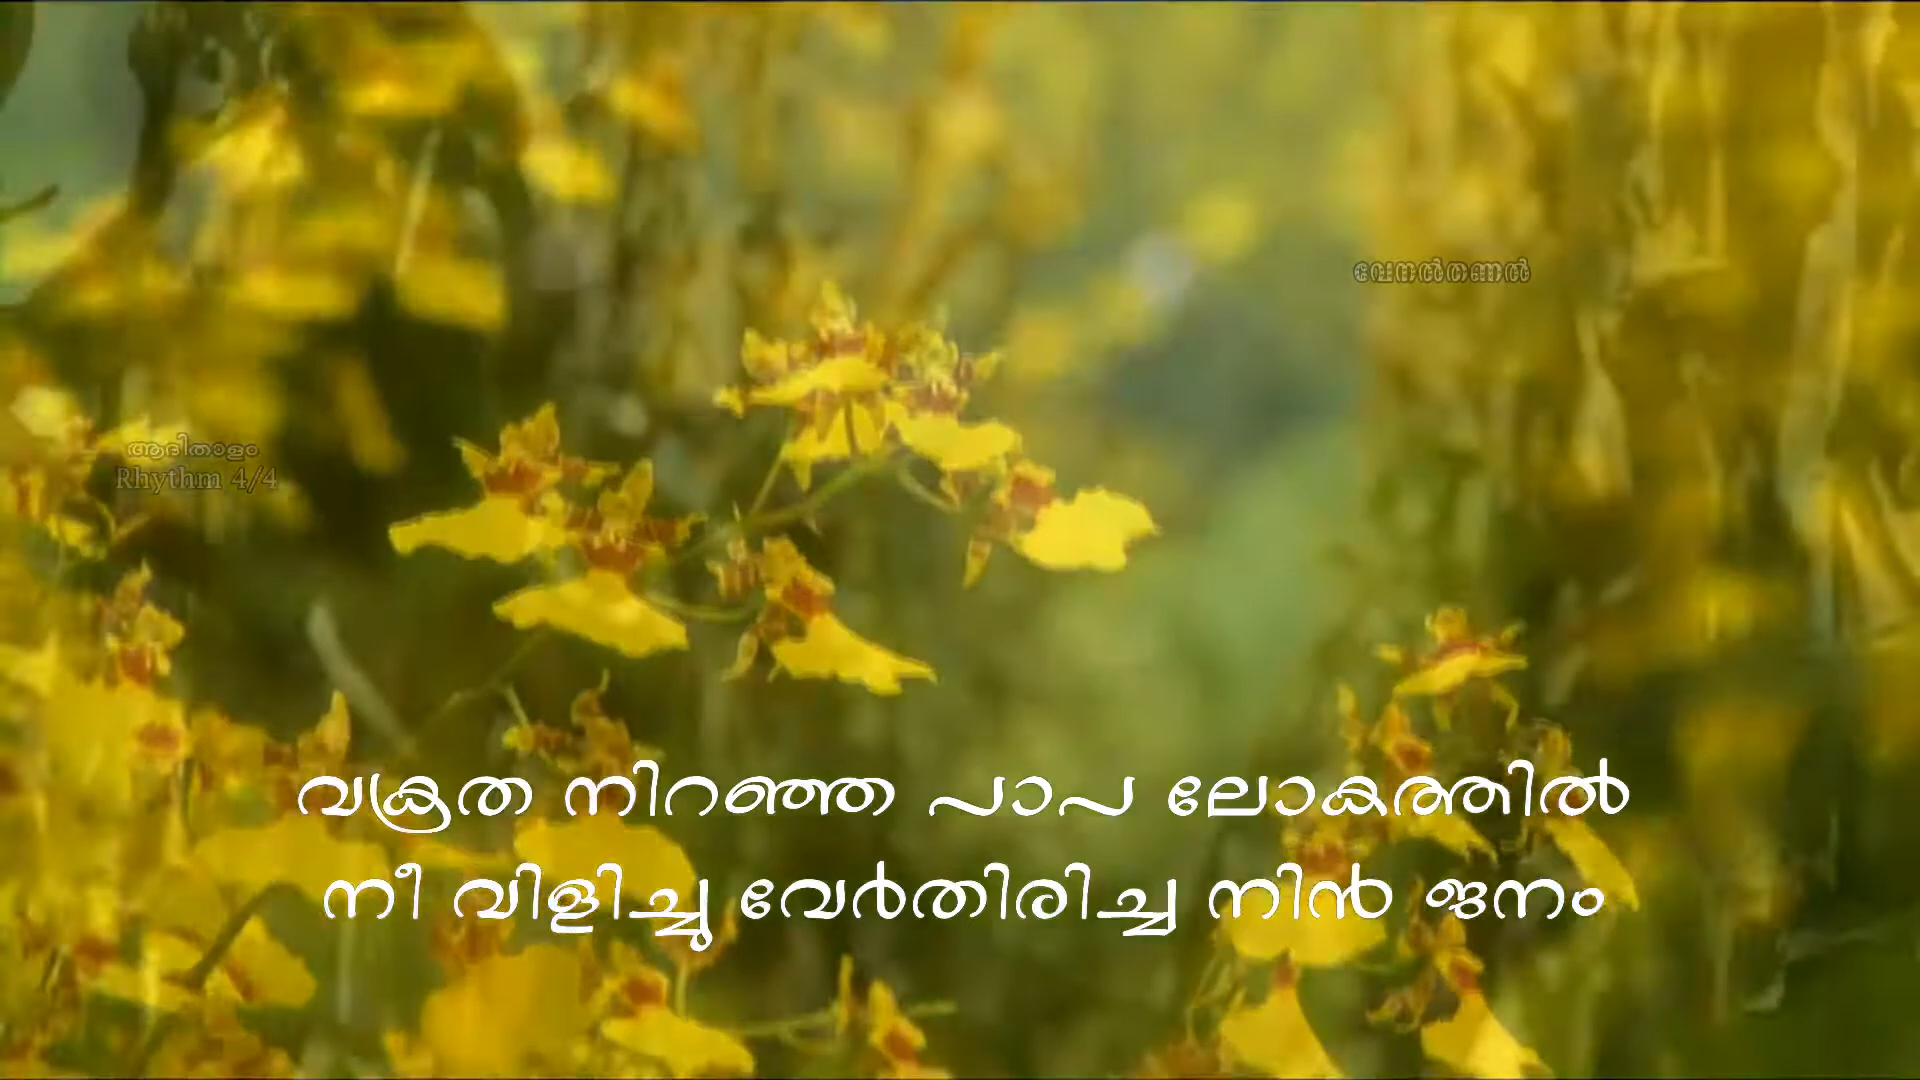 ആദിതാളം
Rhythm 4/4
വക്രത നിറഞ്ഞ പാപ ലോകത്തിൽ
നീ വിളിച്ചു വേർതിരിച്ച നിൻ ജനം